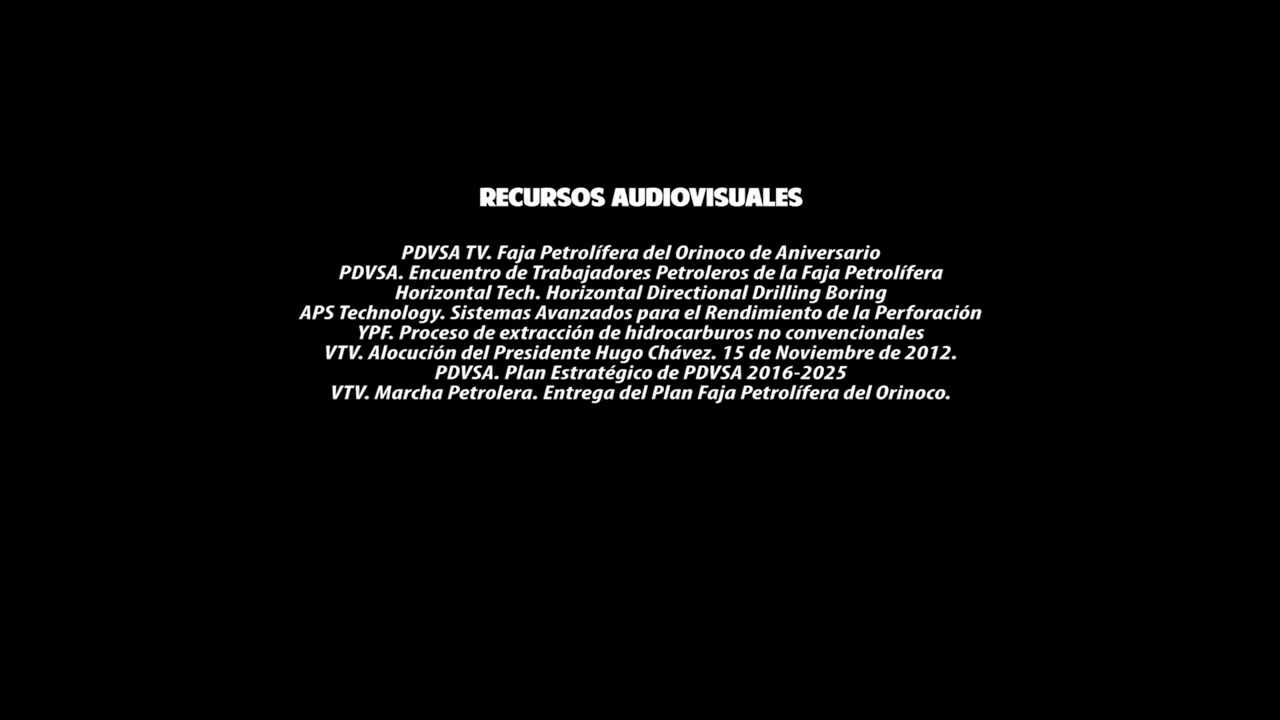 RECURSOS AUDIOVISUALES
PDVSA TV. Faja Petrolífera del Orinoco de Aniversario
PDVSA. Encuentro de Trabajadores Petroleros de la Faja Petrolífera
Horizontal Tech. Horizontal Directional Drilling Boring
APS Technology. Sistemas Avanzados para el Rendimiento de la Perforación
YPF. Proceso de extracción de hidrocarburos no convencionales
VTV. Alocución del Presidente Hugo Chávez. 15 de Noviembre de 2012.
PDVSA. Plan Estratégico de PDVSA 2016-2025
VTV. Marcha Petrolera. Entrega del Plan Faja Petrolífera del Orinoco.